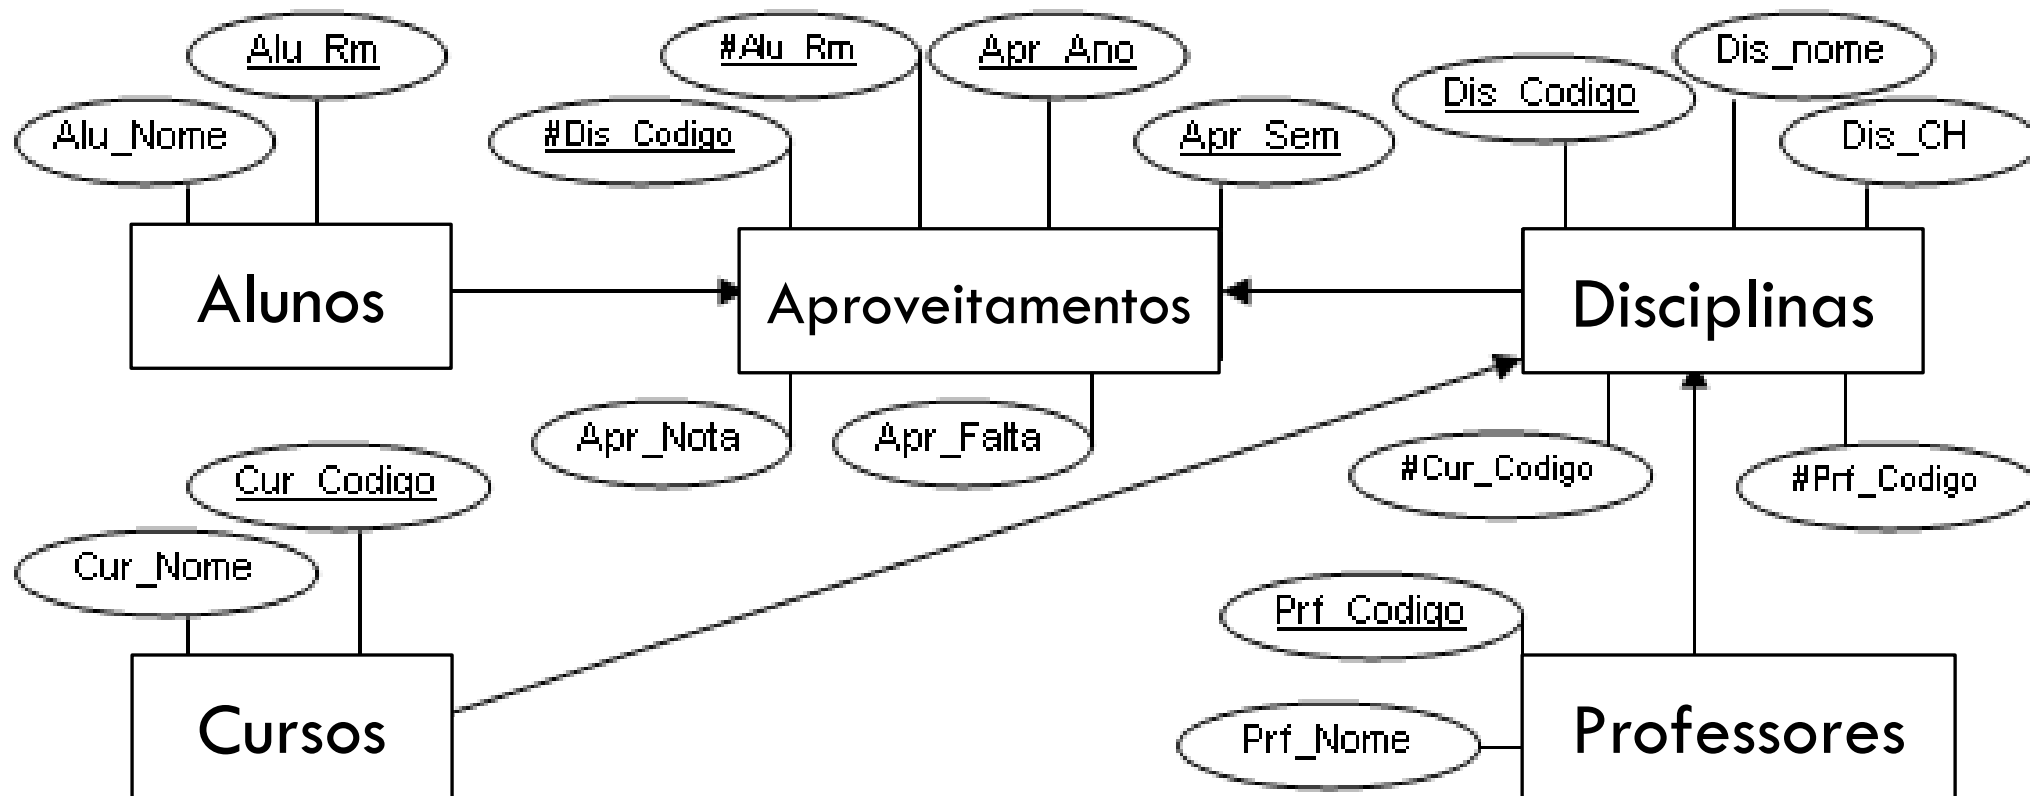 Alu_Rm
#Alu_Rm
Apr_Ano
Dis_nome
Alu_Nome
#Dis_Codigo
Apr_Sem
Dis_Codigo
Dis_CH
Alunos
Aproveitamentos
Disciplinas
Apr_Nota
Apr_Falta
Cur_Codigo
#Cur_Codigo
#Prf_Codigo
Cur_Nome
Prf_Codigo
Cursos
Prf_Nome
Professores